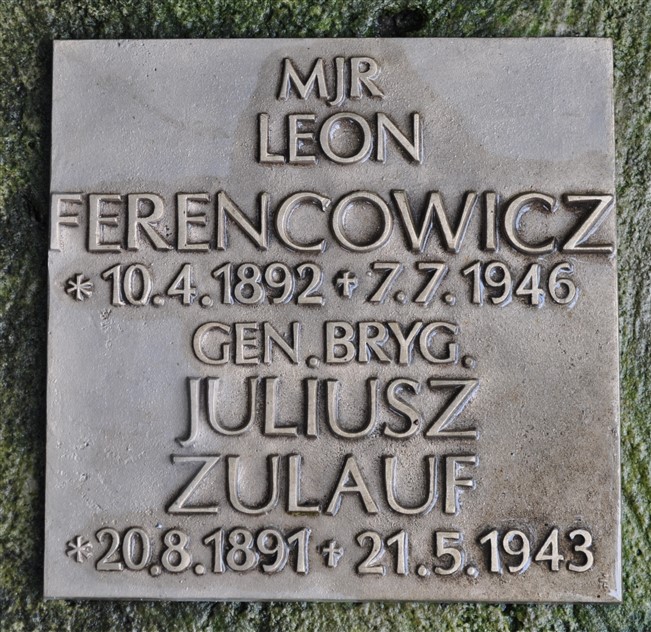 MJR
LEON
FERENCOWICZ
* 10.4.1892 ✝ 7.7.1946
GEN. BRYG.
JULIUSZ
ZULAUF
* 20.8.1891 ✝ 21.5.1943